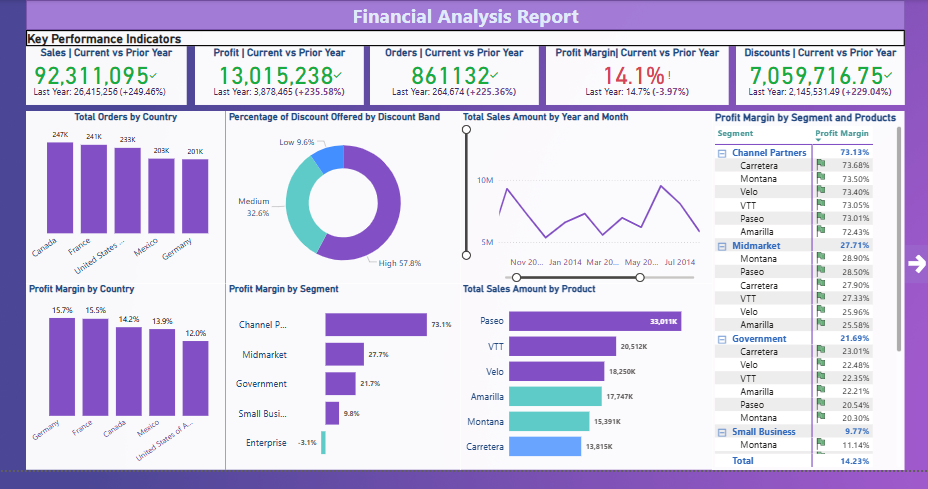 Financial Analysis Report
Key Performance Indicators
Sales | Current vs Prior Year
92,311,095
Last Year: 26,415,256 (+249.46%)
Profit | Current vs Prior Year
13,015,238
Last Year: 3,878,465 (+235.58%)
Orders | Current vs Prior Year
861132
Last Year: 264,674 (+225.36%)
Profit Margin| Current vs Prior Year
14.1%!
Last Year: 14.7% (-3.97%)
Discounts | Current vs Prior Year
7,059,716.75
Last Year: 2,145,531.49 (+229.04%)
Total Orders by Country
247K
241K
233K
203K
201K
Canada
France
United States ...
Mexico
Germany
Percentage of Discount Offered by Discount Band
Low 9.6%
Medium
32.6%
High 57.8%
Total Sales Amount by Year and Month
10M
5M
Nov 20...
Jan 2014
Mar 20...
May 20...
Jul 2014
Profit Margin by Country
15.7%
15.5%
14.2%
13.9%
12.0%
Germany
France
Canada
Mexico
United States of A...
Profit Margin by Segment
Channel P... 73.1%
Midmarket 27.7%
Government 21.7%
Small Busi... 9.8%
Enterprise -3.1%
Total Sales Amount by Product
Paseo 33,011K
VTT 20,512K
Velo 18,250K
Amarilla 17,747K
Montana 15,391K
Carretera 13,815K
Profit Margin by Segment and Products
Segment Profit Margin
Channel Partners 73.13%
Carretera 73.68%
Montana 73.50%
Velo 73.40%
VTT 73.05%
Paseo 73.01%
Amarilla 72.43%
Midmarket 27.71%
Montana 28.90%
Paseo 28.50%
Carretera 27.90%
VTT 27.33%
Velo 25.96%
Amarilla 25.58%
Government 21.69%
Carretera 23.01%
Velo 22.48%
VTT 22.35%
Amarilla 22.21%
Paseo 20.54%
Montana 20.30%
Small Business 9.77%
Montana 11.14%
Total 14.23%